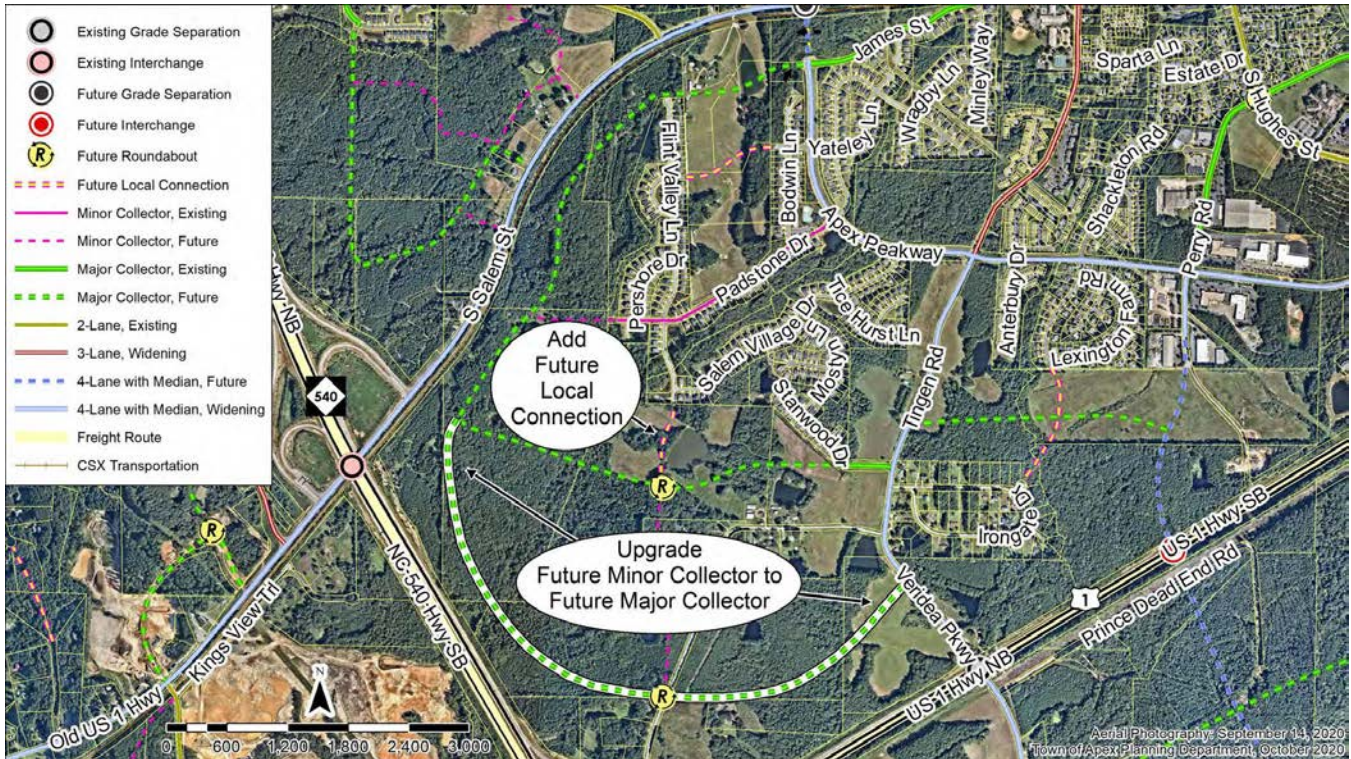 Existing Grade Separation
Existing Interchange
Future Grade Separation
Future Interchange
R
Future Roundabout
Future Local Connection
Minor Collector, Existing
Minor Collector, Future
Major Collector, Existing
Major Collector, Future
2-Lane, Existing
3-Lane, Widening
4-Lane with Median, Future
4-Lane with Median, Widening
Freight Route
CSX Transportation
James St
Minley Way
Wragby Ln
Yateley Ln
Sparta Ln
Estate Dr
S Hughes St
Shackleton Rd
Perry Rd
Flint Valley Ln
Bodwin Ln
Apex Peakway
Padstone Dr
Pershore Dr
S Salem St
Hwy NB
540
Tice Hurst Ln
Salem Village Dr
Mostyn Ln
Stanwood Dr
Tingen Rd
Anterbury Dr
Farm Rd
Lexington
Add
Future
Local
Connection
R
Irongate Dr
US-1 Hwy SB
1
Prince Dead End Rd
Upgrade
Future Minor Collector to
Future Major Collector
Veridea Pkwy
US-1 Hwy NB
R
R
NC-540 Hwy SB
Kings View Trl
Old US 1 Hwy
N
0 600 1,200 1,800 2,400 3,000
Aerial Photography: September 14, 2020
Town of Apex Planning Department, October 2020